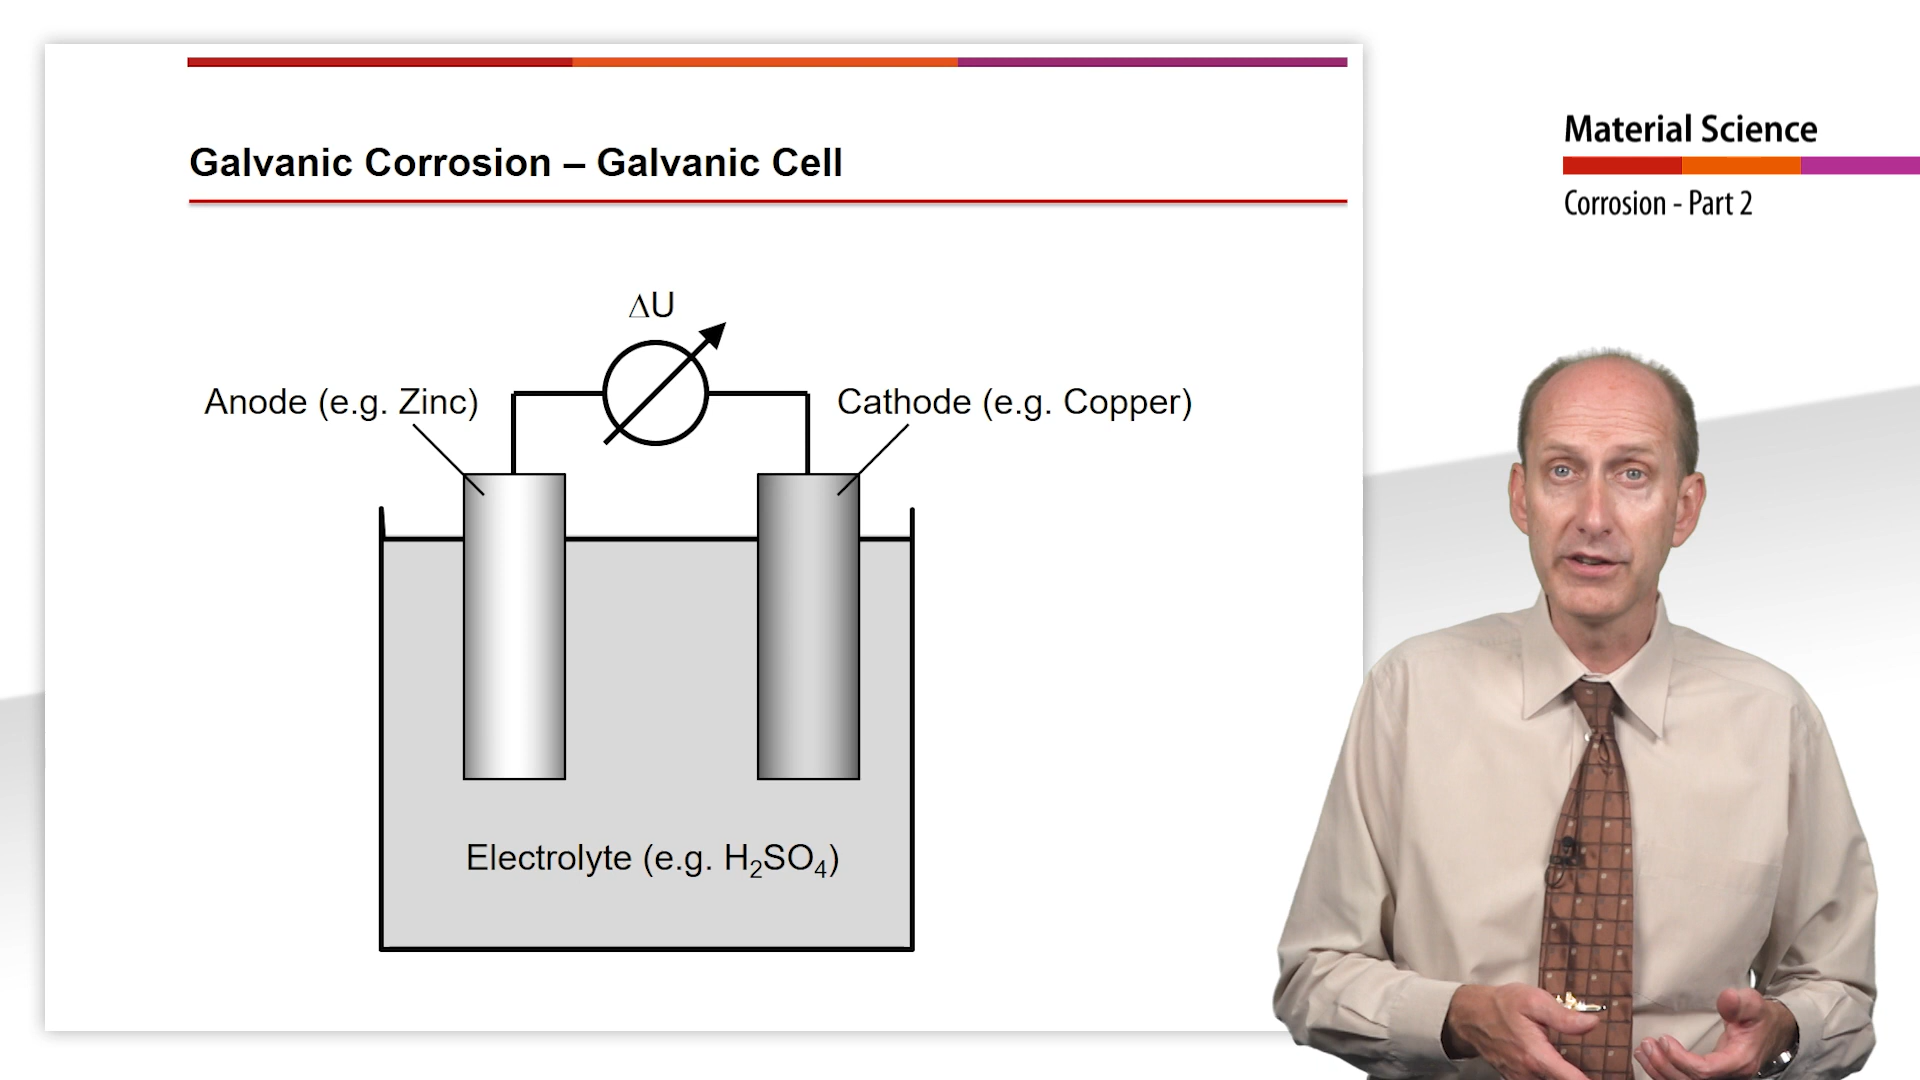 Galvanic Corrosion – Galvanic Cell
ΔU
Anode (e.g. Zinc)
Cathode (e.g. Copper)
Electrolyte (e.g. H₂SO₄)
Material Science
Corrosion - Part 2